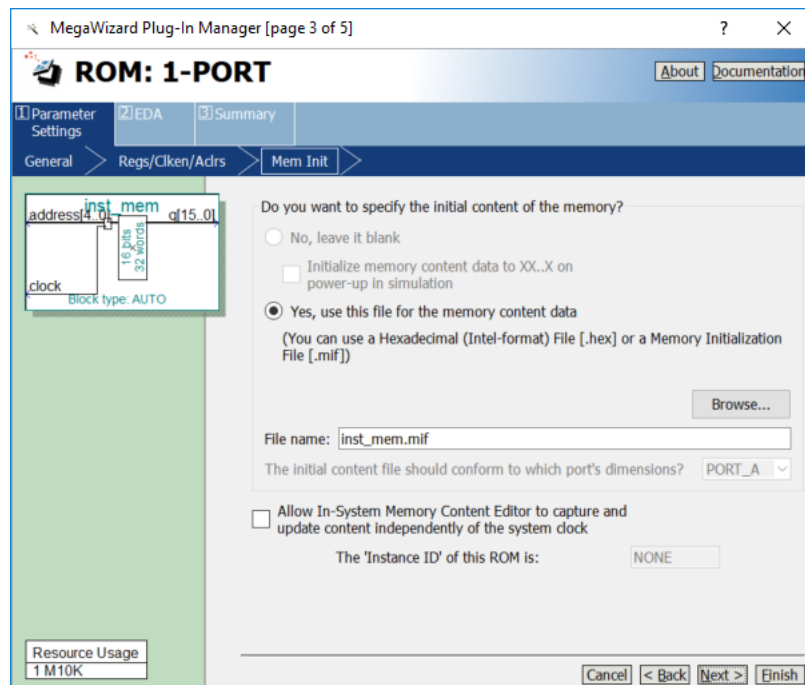 MegaWizard Plug-In Manager [page 3 of 5]
? ×
ROM: 1-PORT
About Documentation
1 Parameter Settings
2 EDA
3 Summary
General Regs/Clken/Aclrs Mem Init
inst_mem
address[4..0] q[15..0]
16 bits
32 words
clock
Block type: AUTO
Do you want to specify the initial content of the memory?
No, leave it blank
Initialize memory content data to XX..X on
power-up in simulation
Yes, use this file for the memory content data
(You can use a Hexadecimal (Intel-format) File [.hex] or a Memory Initialization
File [.mif])
Browse...
File name: inst_mem.mif
The initial content file should conform to which port's dimensions? PORT_A
Allow In-System Memory Content Editor to capture and
update content independently of the system clock
The 'Instance ID' of this ROM is: NONE
Resource Usage
1 M10K
Cancel < Back Next > Finish